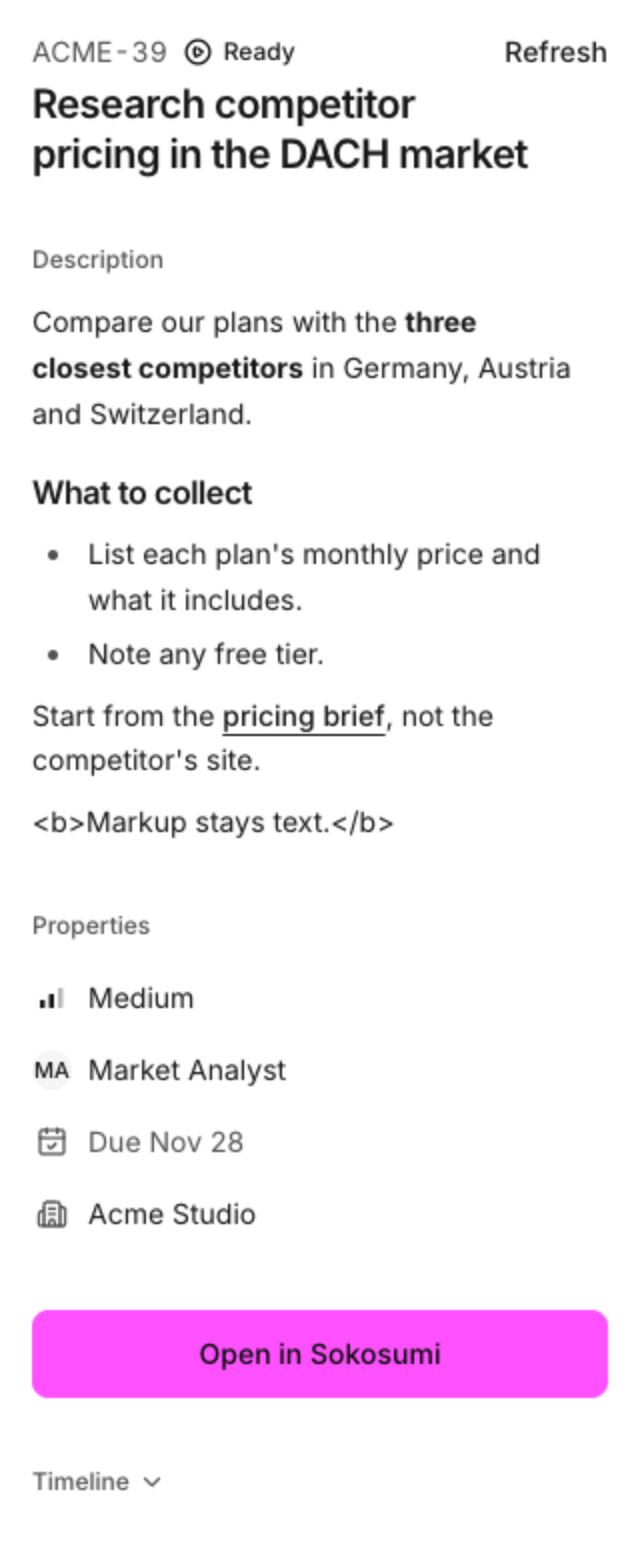 ACME-39 Ready Refresh
Research competitor
pricing in the DACH market
Description
Compare our plans with the three
closest competitors in Germany, Austria
and Switzerland.
What to collect
• List each plan's monthly price and
what it includes.
• Note any free tier.
Start from the pricing brief, not the
competitor's site.
<b>Markup stays text.</b>
Properties
Medium
MA Market Analyst
Due Nov 28
Acme Studio
Open in Sokosumi
Timeline